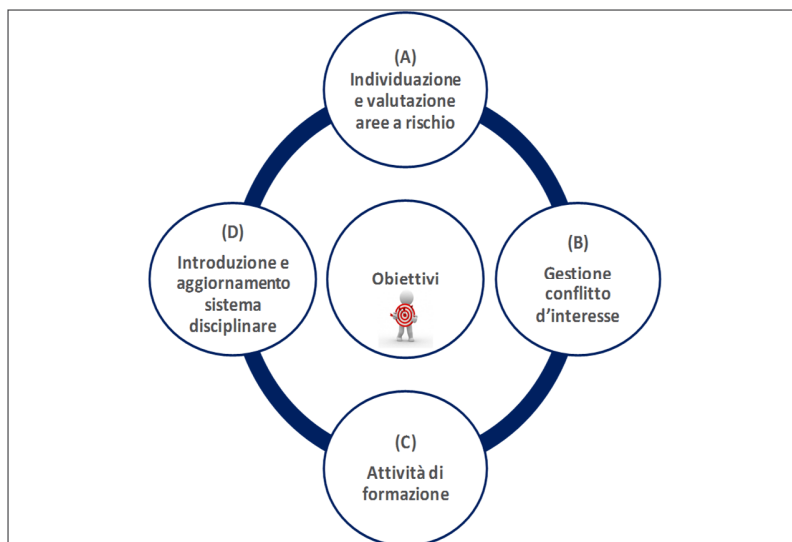 (A)
Individuazione
e valutazione
aree a rischio
(D)
Introduzione e
aggiornamento
sistema
disciplinare
Obiettivi
(B)
Gestione
conflitto
d’interesse
(C)
Attività di
formazione